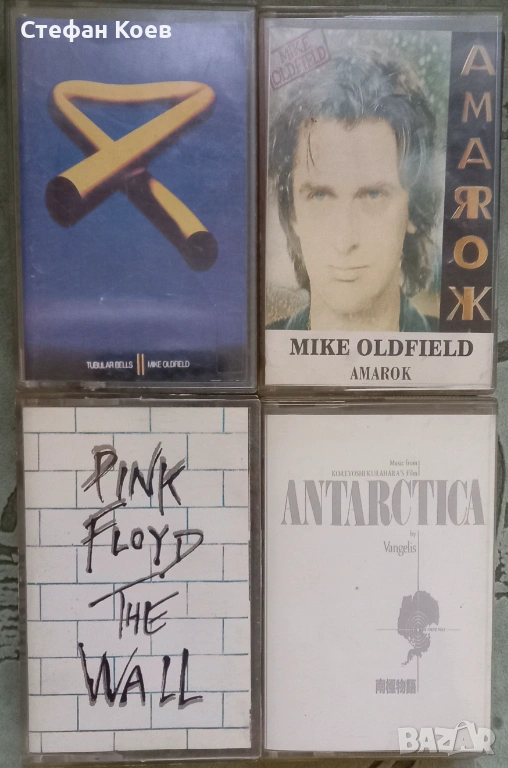 Стефан Коев
TUBULAR BELLS II MIKE OLDFIELD
MIKE
OLDFIELD
AMAROK
MIKE OLDFIELD
AMAROK
PINK
FLOYD
THE
WALL
Music from
KOREYOSHI KURAHARA'S Film
ANTARCTICA
by
Vangelis
南極物語
BAZAR